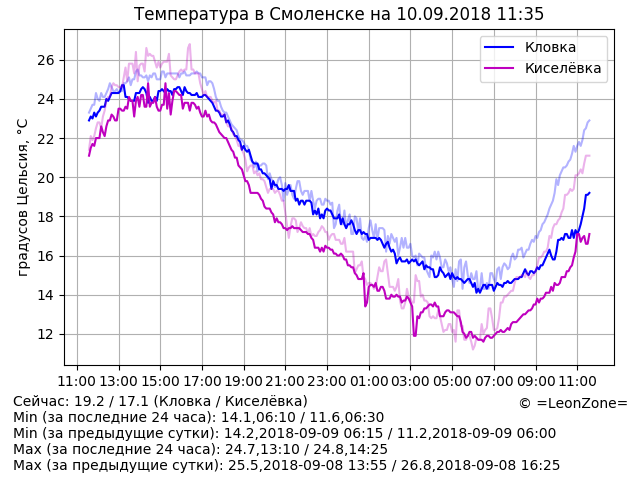 Температура в Смоленске на 10.09.2018 11:35
Кловка
Киселёвка
градусов Цельсия, °C
26
24
22
20
18
16
14
12
11:00 13:00 15:00 17:00 19:00 21:00 23:00 01:00 03:00 05:00 07:00 09:00 11:00
Сейчас: 19.2 / 17.1 (Кловка / Киселёвка)
© =LeonZone=
Min (за последние 24 часа): 14.1,06:10 / 11.6,06:30
Min (за предыдущие сутки): 14.2,2018-09-09 06:15 / 11.2,2018-09-09 06:00
Max (за последние 24 часа): 24.7,13:10 / 24.8,14:25
Max (за предыдущие сутки): 25.5,2018-09-08 13:55 / 26.8,2018-09-08 16:25